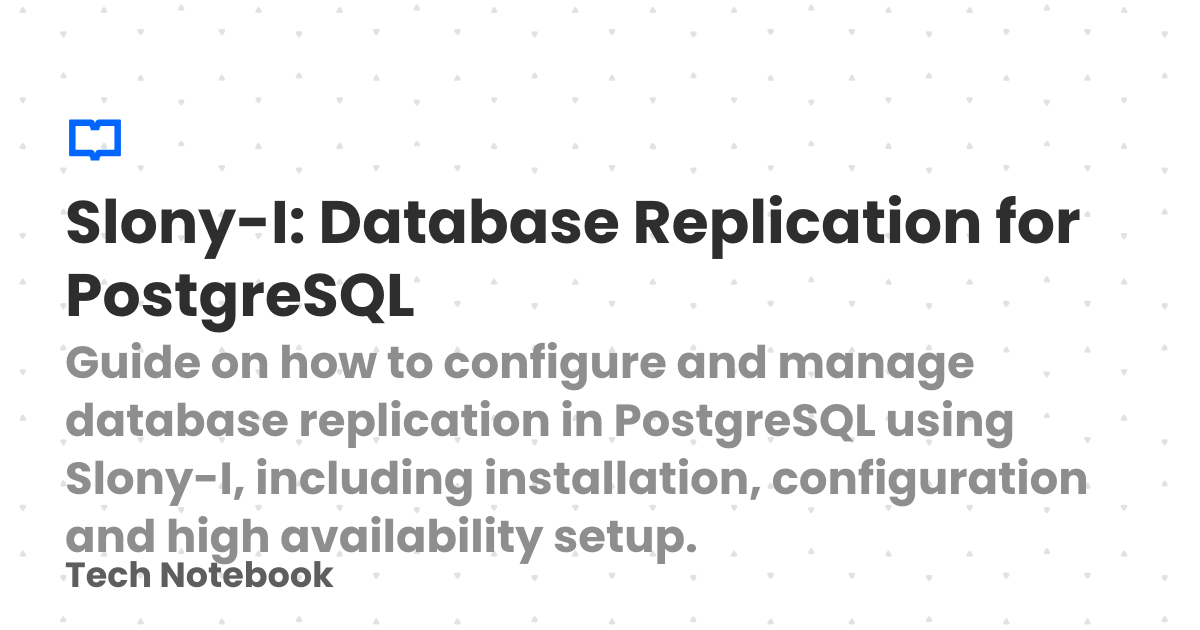 Slony-I: Database Replication for
PostgreSQL
Guide on how to configure and manage
database replication in PostgreSQL using
Slony-I, including installation, configuration
and high availability setup.
Tech Notebook